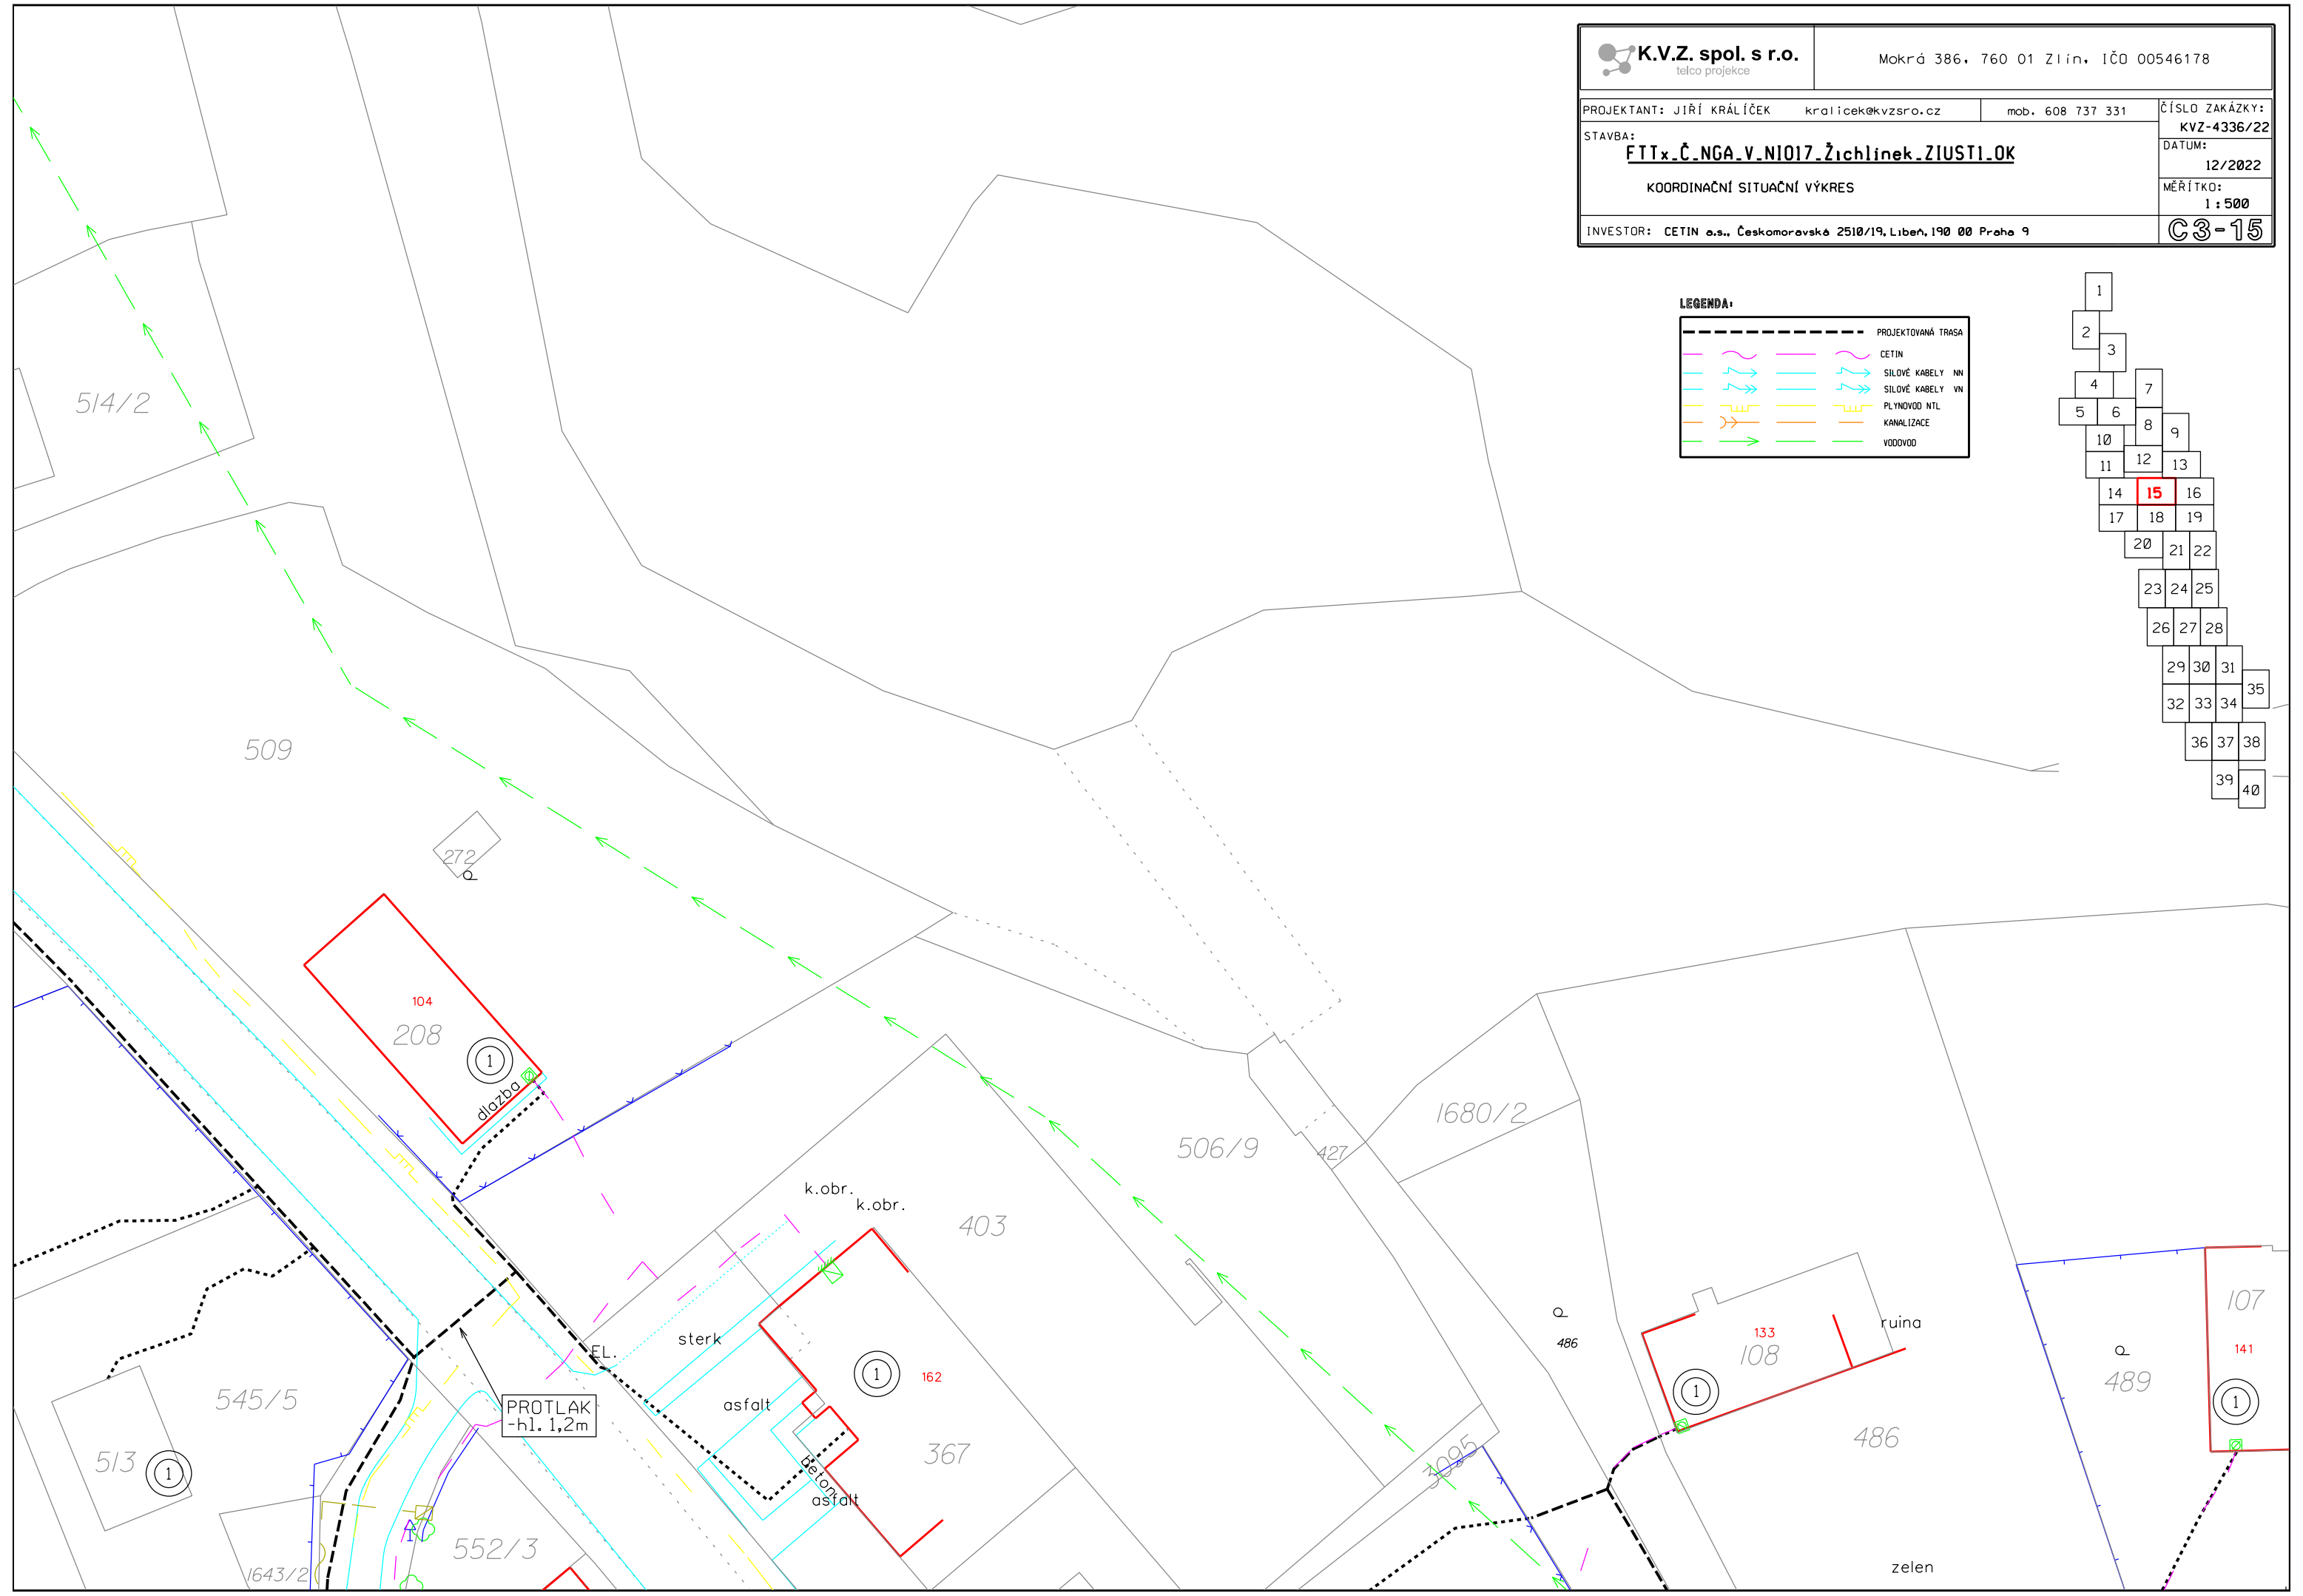 K.V.Z. spol. s r.o.
telco projekce
Mokrá 386, 760 01 Zlín, IČO 00546178
PROJEKTANT: JIŘÍ KRÁLÍČEK kralicek@kvzsro.cz mob. 608 737 331
ČÍSLO ZAKÁZKY:
KVZ-4336/22
STAVBA:
FTTx_Č_NGA_V_NIO17_Žichlinek_ZIUST1_OK
DATUM:
12/2022
KOORDINAČNÍ SITUAČNÍ VÝKRES
MĚŘÍTKO:
1:500
INVESTOR: CETIN a.s., Českomoravská 2510/19, Libeň, 190 00 Praha 9
C3-15
LEGENDA:
PROJEKTOVANÁ TRASA
CETIN
SILOVÉ KABELY NN
SILOVÉ KABELY VN
PLYNOVOD NTL
KANALIZACE
VODOVOD
1
2
3
4
7
5
6
8
9
10
11
12
13
14
15
16
17
18
19
20
21
22
23
24
25
26
27
28
29
30
31
35
32
33
34
36
37
38
39
40
514/2
509
272
104
208
1
dlazba
1680/2
506/9
427
k.obr.
k.obr.
403
sterk
EL.
162
1
asfalt
367
beton
asfalt
PROTLAK
-hl. 1,2m
545/5
513
1
1643/2
552/3
3095
486
133
108
ruina
1
486
489
107
141
1
zelen